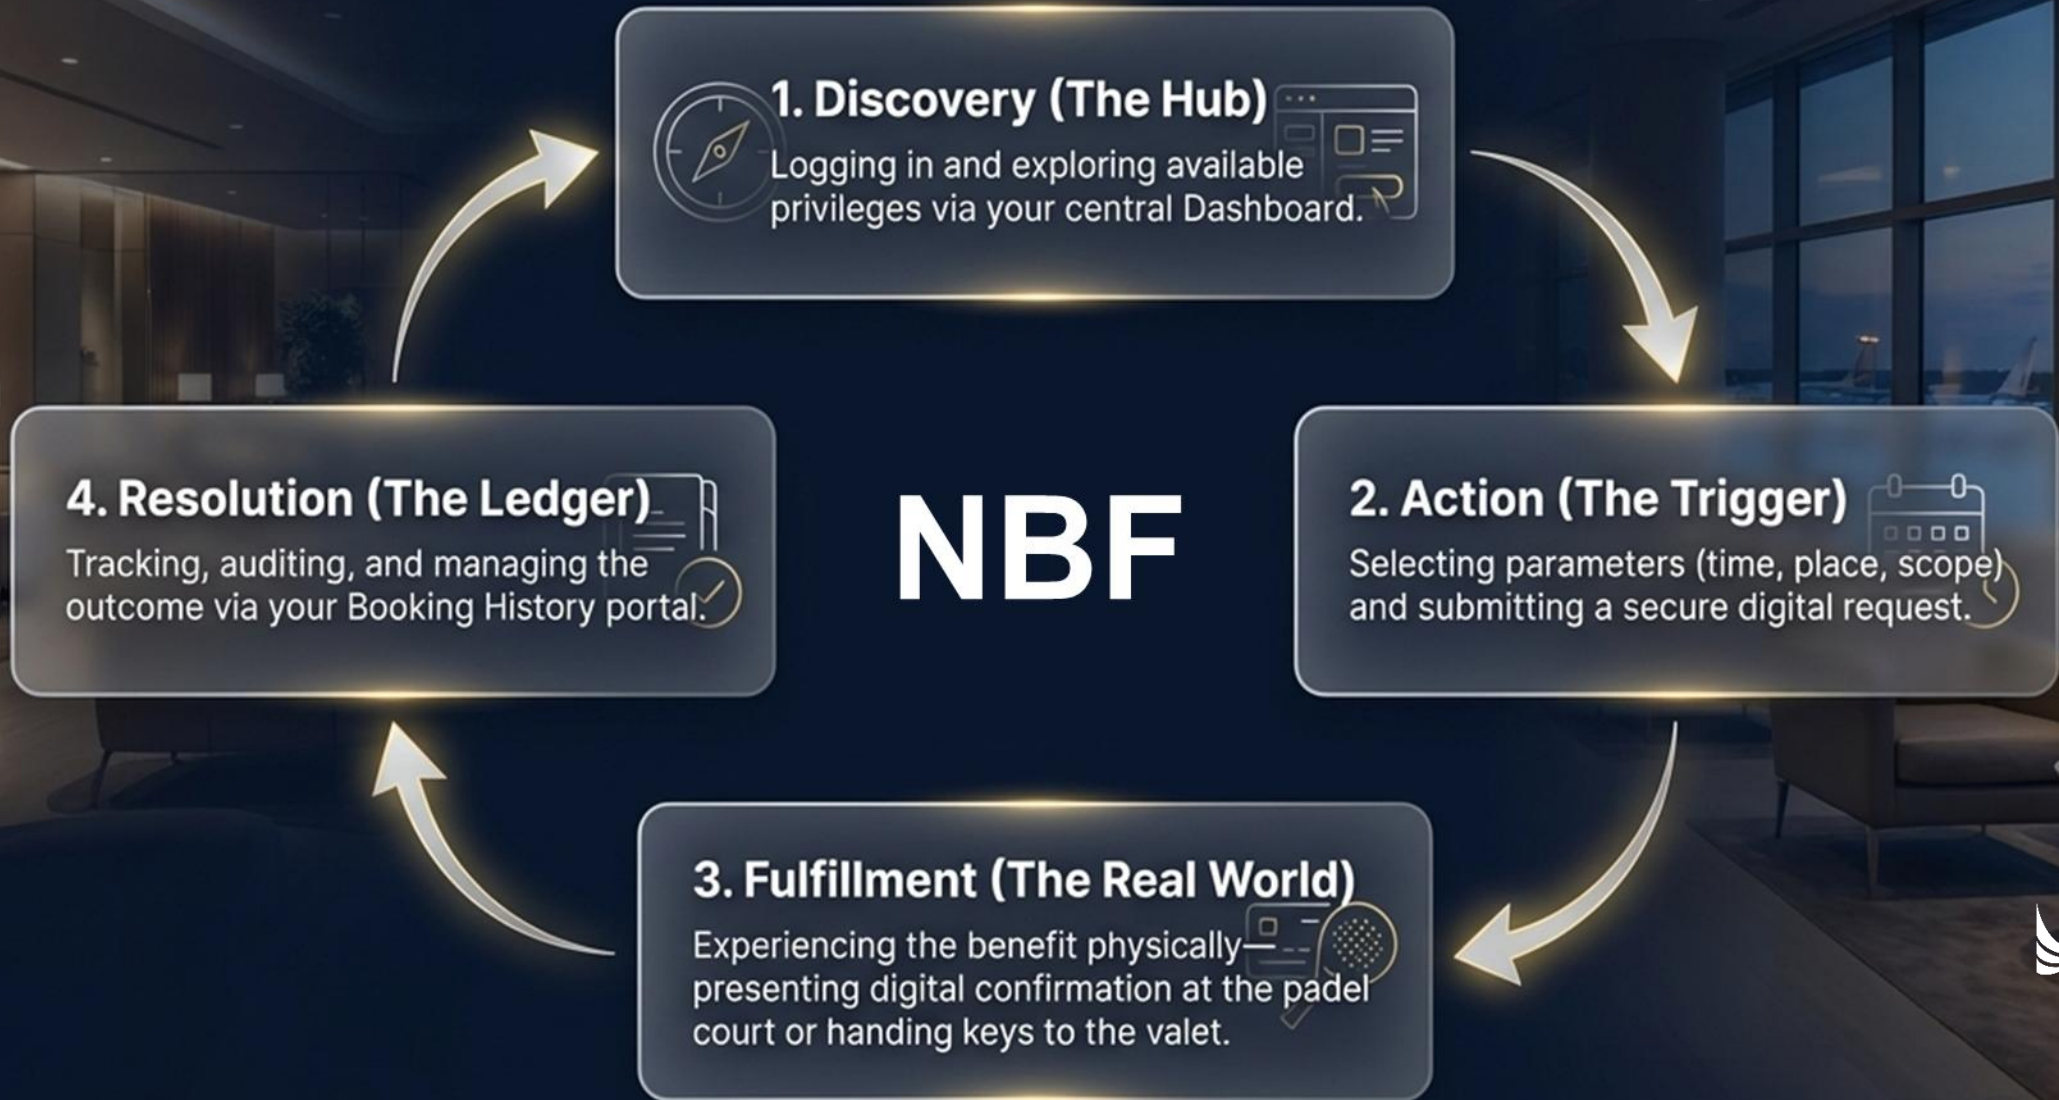 1. Discovery (The Hub)
Logging in and exploring available
privileges via your central Dashboard.
2. Action (The Trigger)
Selecting parameters (time, place, scope)
and submitting a secure digital request.
NBF
4. Resolution (The Ledger)
Tracking, auditing, and managing the
outcome via your Booking History portal.
3. Fulfillment (The Real World)
Experiencing the benefit physically—
presenting digital confirmation at the padel
court or handing keys to the valet.